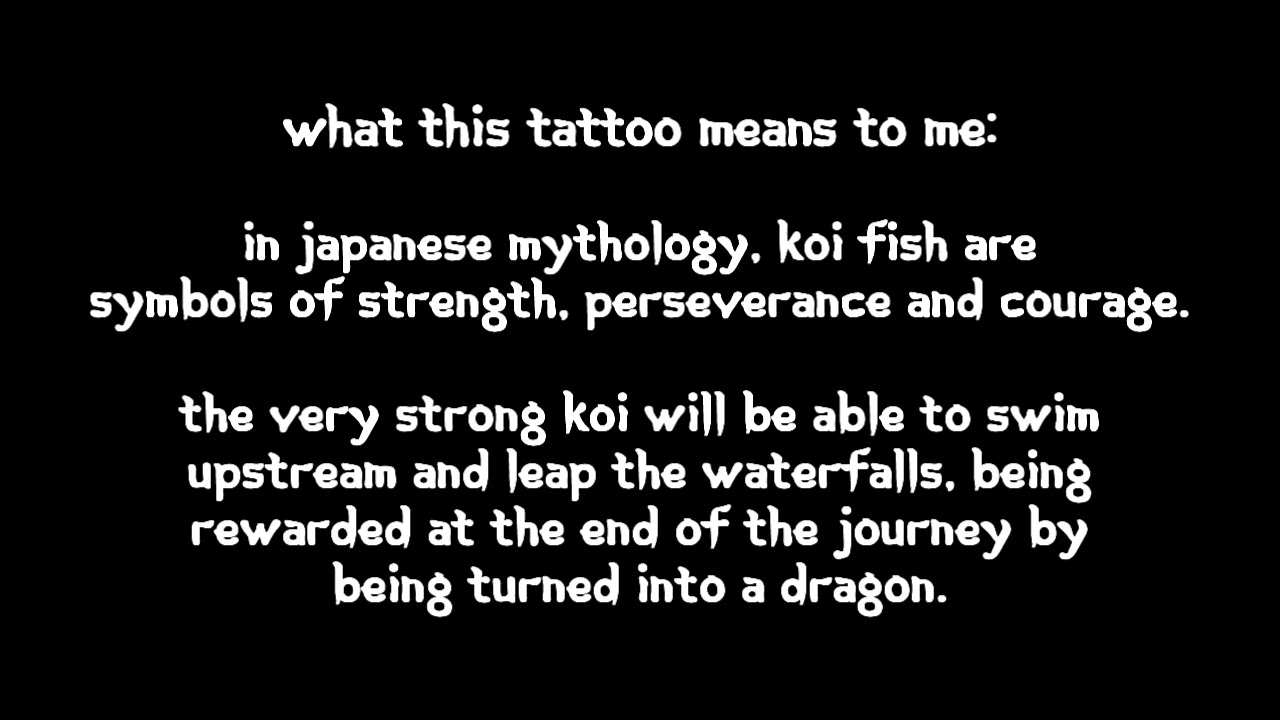 what this tattoo means to me:
in japanese mythology, koi fish are
symbols of strength, perseverance and courage.
the very strong koi will be able to swim
upstream and leap the waterfalls, being
rewarded at the end of the journey by
being turned into a dragon.